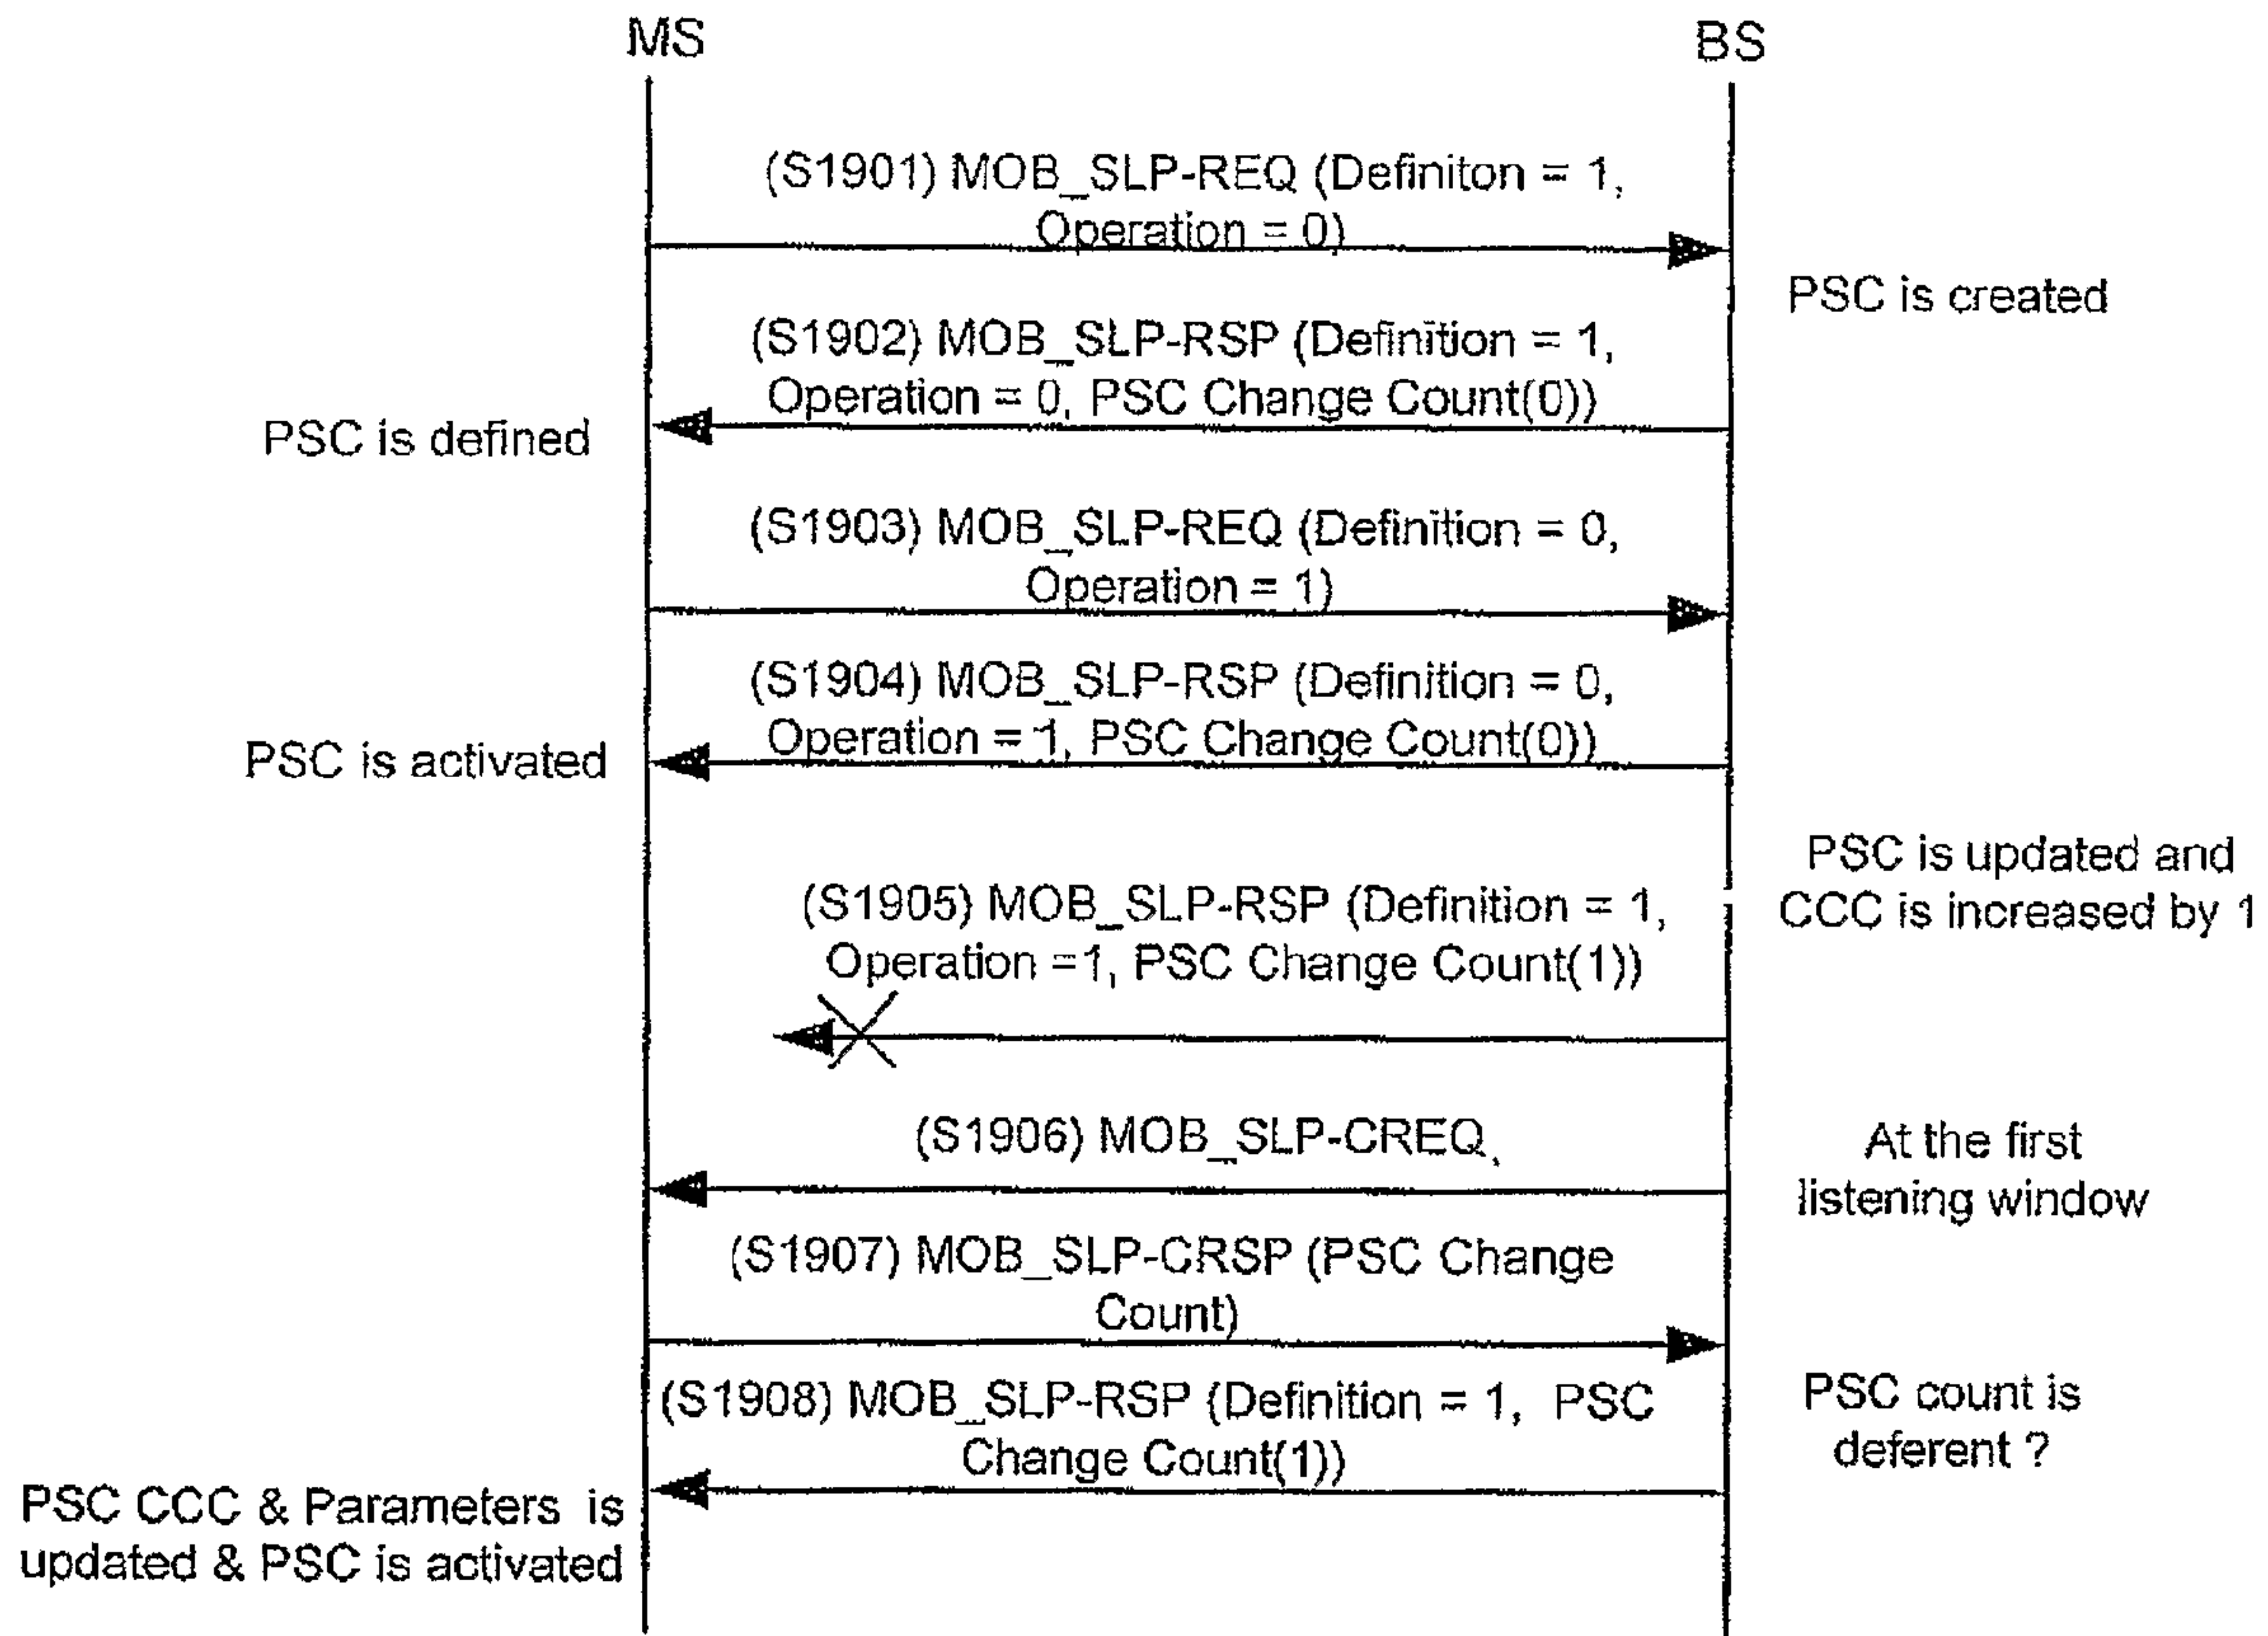 MS
BS
(S1901) MOB_SLP-REQ (Definiton = 1,
Operation = 0)
PSC is created
(S1902) MOB_SLP-RSP (Definition = 1,
Operation = 0, PSC Change Count(0))
PSC is defined
(S1903) MOB_SLP-REQ (Definition = 0,
Operation = 1)
(S1904) MOB_SLP-RSP (Definition = 0,
Operation = 1, PSC Change Count(0))
PSC is activated
PSC is updated and
CCC is increased by 1
(S1905) MOB_SLP-RSP (Definition = 1,
Operation =1, PSC Change Count(1))
(S1906) MOB_SLP-CREQ,
At the first
listening window
(S1907) MOB_SLP-CRSP (PSC Change
Count)
(S1908) MOB_SLP-RSP (Definition = 1, PSC
Change Count(1))
PSC count is
deferent ?
PSC CCC & Parameters is
updated & PSC is activated